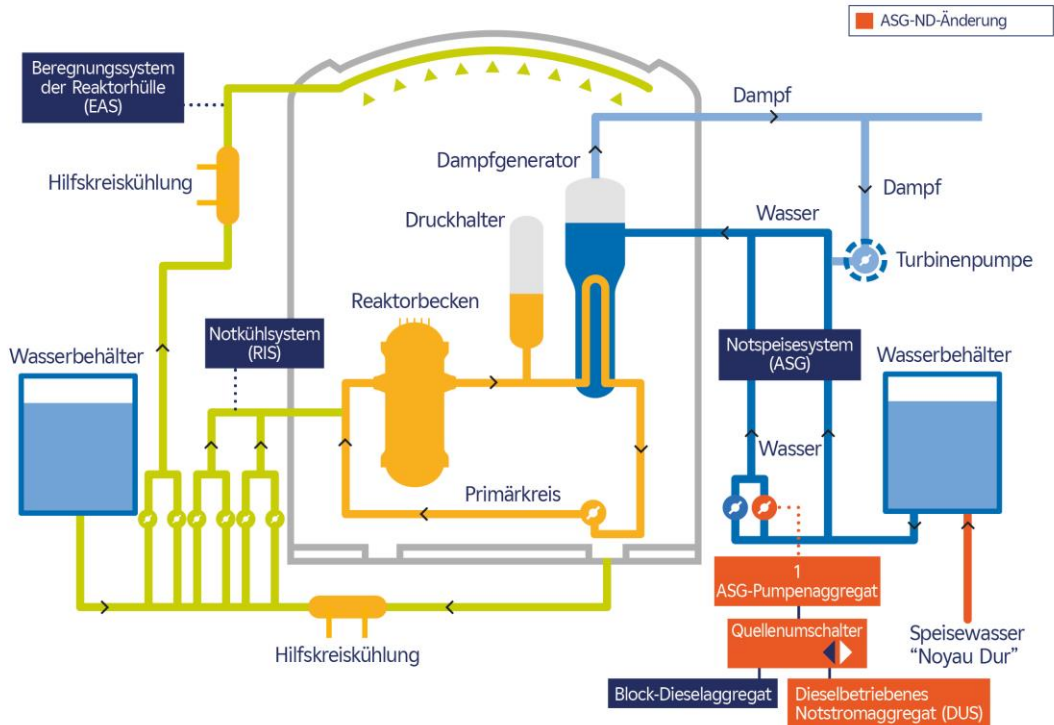 ASG-ND-Änderung
Beregnungssystem
der Reaktorhülle
(EAS)
Dampf
Dampfgenerator
Hilfskreiskühlung
Dampf
Druckhalter
Wasser
Turbinenpumpe
Reaktorbecken
Notkühlsystem
(RIS)
Notspeisesystem
(ASG)
Wasserbehälter
Wasserbehälter
Wasser
Primärkreis
1
ASG-Pumpenaggregat
Quellenumschalter
Speisewasser
"Noyau Dur"
Hilfskreiskühlung
Block-Dieselaggregat
Dieselbetriebenes
Notstromaggregat (DUS)